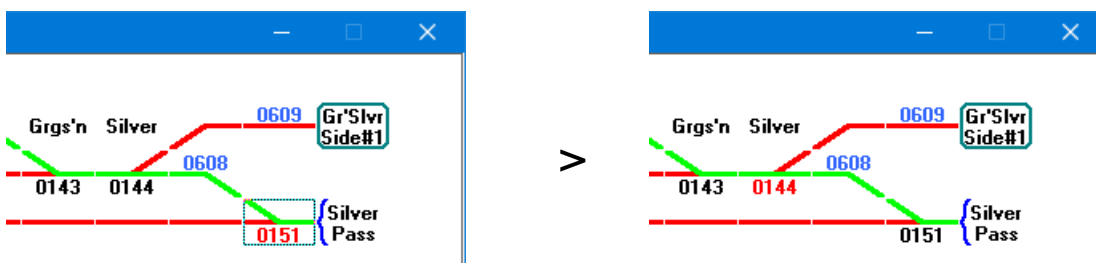 0609 Gr'Slvr
Grgs'n Silver Side#1
0608
0143 0144
Silver
0151 Pass
>
0609 Gr'Slvr
Grgs'n Silver Side#1
0608
0143 0144
Silver
0151 Pass